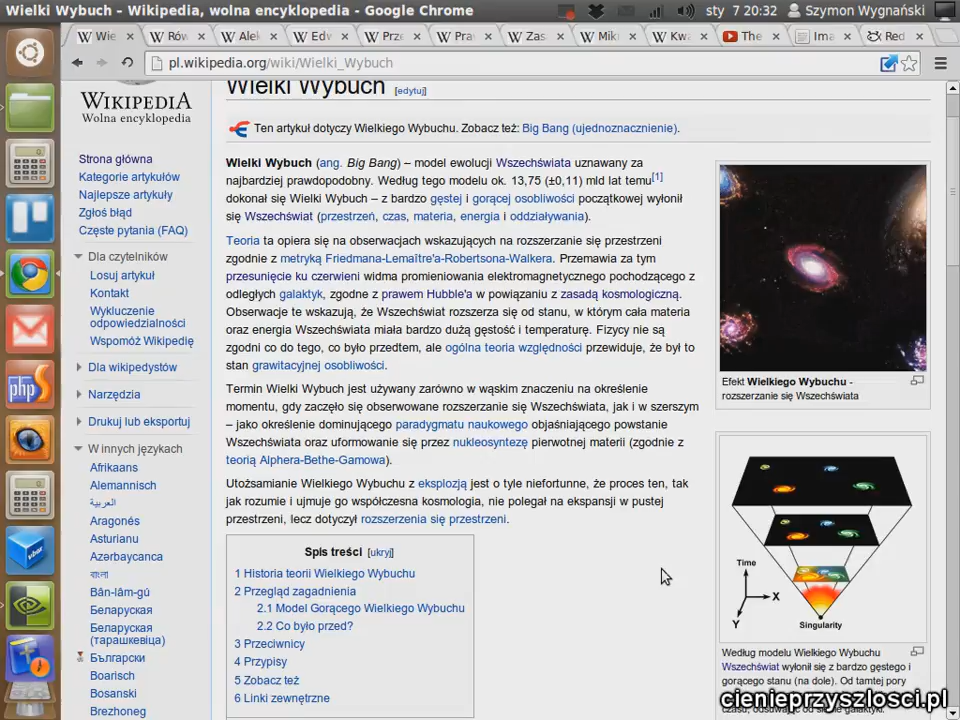 Wielki Wybuch – Wikipedia, wolna encyklopedia - Google Chrome
sty 7 20:32 Szymon Wygnański
Wie
Rów
Alek
Edw
Prze
Pra
Zas
Mik
Kwa
The
Ima
Red
pl.wikipedia.org/wiki/Wielki_Wybuch
WIKIPEDIA
Wolna encyklopedia
Strona główna
Kategorie artykułów
Najlepsze artykuły
Zgłoś błąd
Częste pytania (FAQ)
Dla czytelników
Losuj artykuł
Kontakt
Wykluczenie
odpowiedzialności
Wspomóż Wikipedię
Dla wikipedystów
Narzędzia
Drukuj lub eksportuj
W innych językach
Afrikaans
Alemannisch
العربية
Aragonés
Asturianu
Azərbaycanca
বাংলা
Bân-lâm-gú
Беларуская
Беларуская
(тарашкевіца)
Български
Boarisch
Bosanski
Brezhoneg
Wielki Wybuch [edytuj]
Ten artykuł dotyczy Wielkiego Wybuchu. Zobacz też: Big Bang (ujednoznacznienie).
Wielki Wybuch (ang. Big Bang) – model ewolucji Wszechświata uznawany za
najbardziej prawdopodobny. Według tego modelu ok. 13,75 (±0,11) mld lat temu[1]
dokonał się Wielki Wybuch – z bardzo gęstej i gorącej osobliwości początkowej wyłonił
się Wszechświat (przestrzeń, czas, materia, energia i oddziaływania).
Teoria ta opiera się na obserwacjach wskazujących na rozszerzanie się przestrzeni
zgodnie z metryką Friedmana-Lemaître'a-Robertsona-Walkera. Przemawia za tym
przesunięcie ku czerwieni widma promieniowania elektromagnetycznego pochodzącego z
odległych galaktyk, zgodne z prawem Hubble'a w powiązaniu z zasadą kosmologiczną.
Obserwacje te wskazują, że Wszechświat rozszerza się od stanu, w którym cała materia
oraz energia Wszechświata miała bardzo dużą gęstość i temperaturę. Fizycy nie są
zgodni co do tego, co było przedtem, ale ogólna teoria względności przewiduje, że był to
stan grawitacyjnej osobliwości.
Termin Wielki Wybuch jest używany zarówno w wąskim znaczeniu na określenie
momentu, gdy zaczęło się obserwowane rozszerzanie się Wszechświata, jak i w szerszym
– jako określenie dominującego paradygmatu naukowego objaśniającego powstanie
Wszechświata oraz uformowanie się przez nukleosyntezę pierwotnej materii (zgodnie z
teorią Alphera-Bethe-Gamowa).
Utożsamianie Wielkiego Wybuchu z eksplozją jest o tyle niefortunne, że proces ten, tak
jak rozumie i ujmuje go współczesna kosmologia, nie polegał na ekspansji w pustej
przestrzeni, lecz dotyczył rozszerzenia się przestrzeni.
Spis treści [ukryj]
1 Historia teorii Wielkiego Wybuchu
2 Przegląd zagadnienia
2.1 Model Gorącego Wielkiego Wybuchu
2.2 Co było przed?
3 Przeciwnicy
4 Przypisy
5 Zobacz też
6 Linki zewnętrzne
Efekt Wielkiego Wybuchu -
rozszerzanie się Wszechświata
Time
X
Y
Singularity
Według modelu Wielkiego Wybuchu
Wszechświat wyłonił się z bardzo gęstego i
gorącego stanu (na dole). Od tamtej pory
php
vbox
cienieprzyszlosci.pl